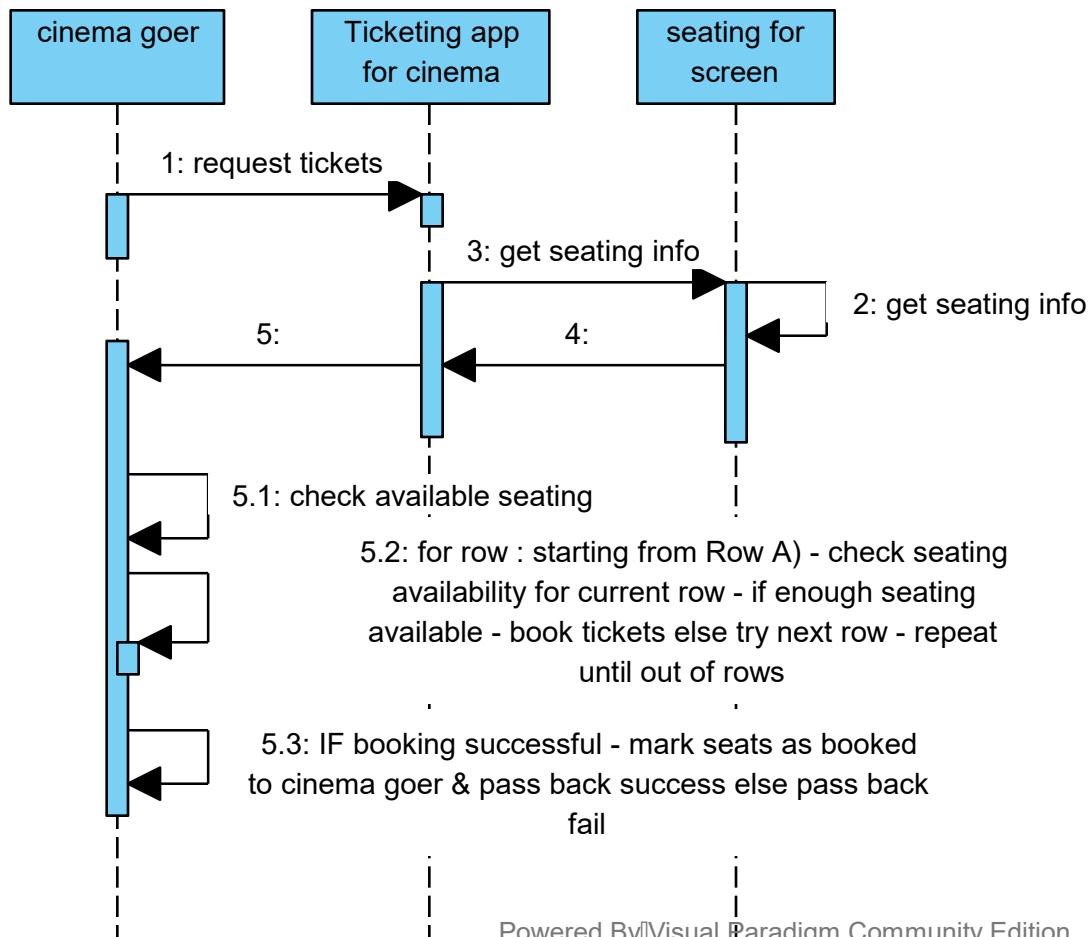 cinema goer
Ticketing app
for cinema
seating for
screen
1: request tickets
3: get seating info
2: get seating info
5:
4:
5.1: check available seating
5.2: for row : starting from Row A) - check seating
availability for current row - if enough seating
available - book tickets else try next row - repeat
until out of rows
5.3: IF booking successful - mark seats as booked
to cinema goer & pass back success else pass back
fail
Powered By Visual Paradigm Community Edition